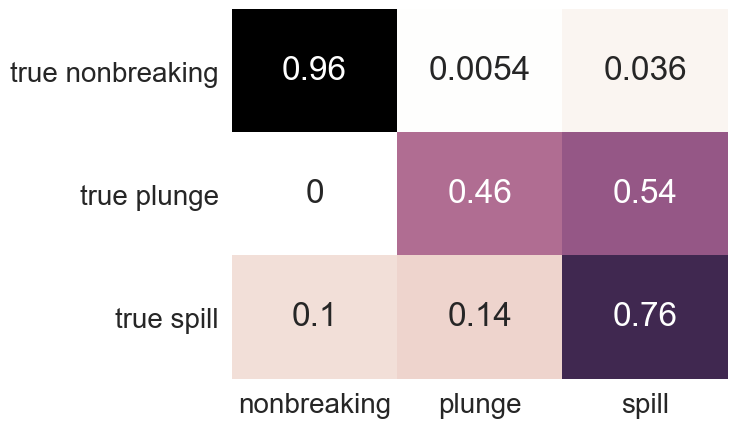 true nonbreaking 0.96 0.0054 0.036
true plunge 0 0.46 0.54
true spill 0.1 0.14 0.76
nonbreaking plunge spill